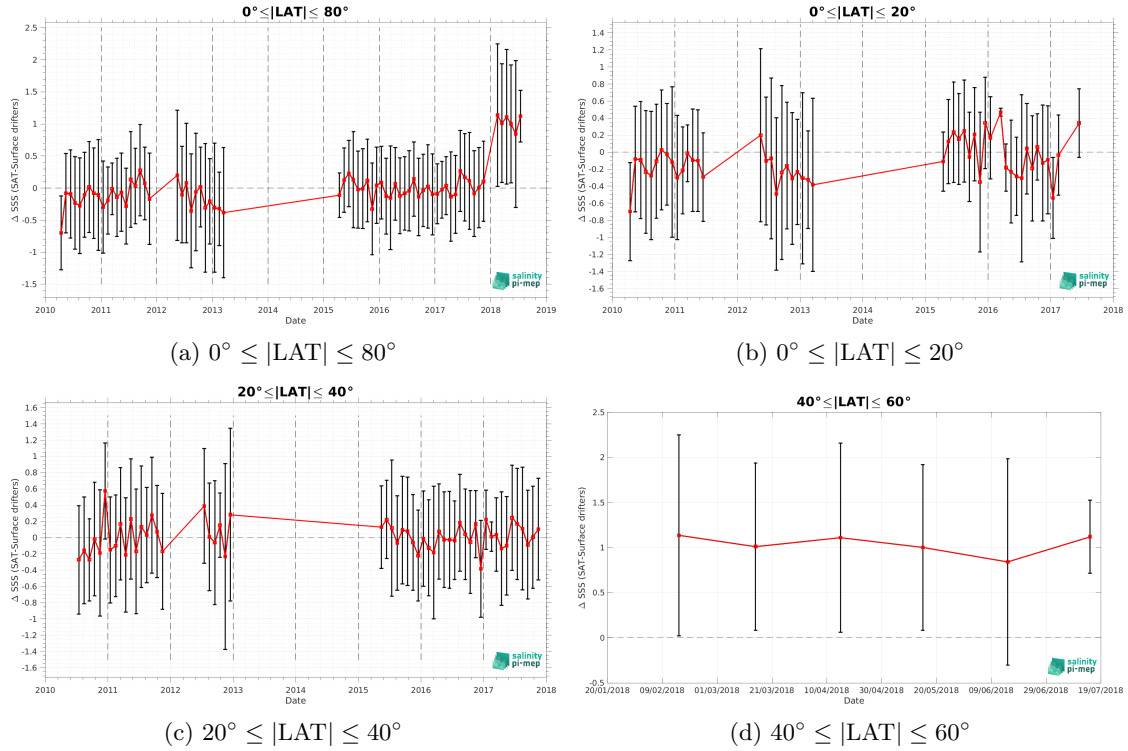 0°≤|LAT|≤ 80°
2.5
2
1.5
1
0.5
0
-0.5
-1
-1.5
Δ SSS (SAT-Surface drifters)
2010 2011 2012 2013 2014 2015 2016 2017 2018 2019
Date
salinity
pi-mep
(a) 0° ≤ |LAT| ≤ 80°
0°≤|LAT|≤ 20°
1.4
1.2
1
0.8
0.6
0.4
0.2
0
-0.2
-0.4
-0.6
-0.8
-1
-1.2
-1.4
-1.6
Δ SSS (SAT-Surface drifters)
2010 2011 2012 2013 2014 2015 2016 2017 2018
Date
salinity
pi-mep
(b) 0° ≤ |LAT| ≤ 20°
20°≤|LAT|≤ 40°
1.6
1.4
1.2
1
0.8
0.6
0.4
0.2
0
-0.2
-0.4
-0.6
-0.8
-1
-1.2
-1.4
-1.6
Δ SSS (SAT-Surface drifters)
2010 2011 2012 2013 2014 2015 2016 2017 2018
Date
salinity
pi-mep
(c) 20° ≤ |LAT| ≤ 40°
40°≤|LAT|≤ 60°
2.5
2
1.5
1
0.5
0
-0.5
Δ SSS (SAT-Surface drifters)
20/01/2018 09/02/2018 01/03/2018 21/03/2018 10/04/2018 30/04/2018 20/05/2018 09/06/2018 29/06/2018 19/07/2018
Date
salinity
pi-mep
(d) 40° ≤ |LAT| ≤ 60°